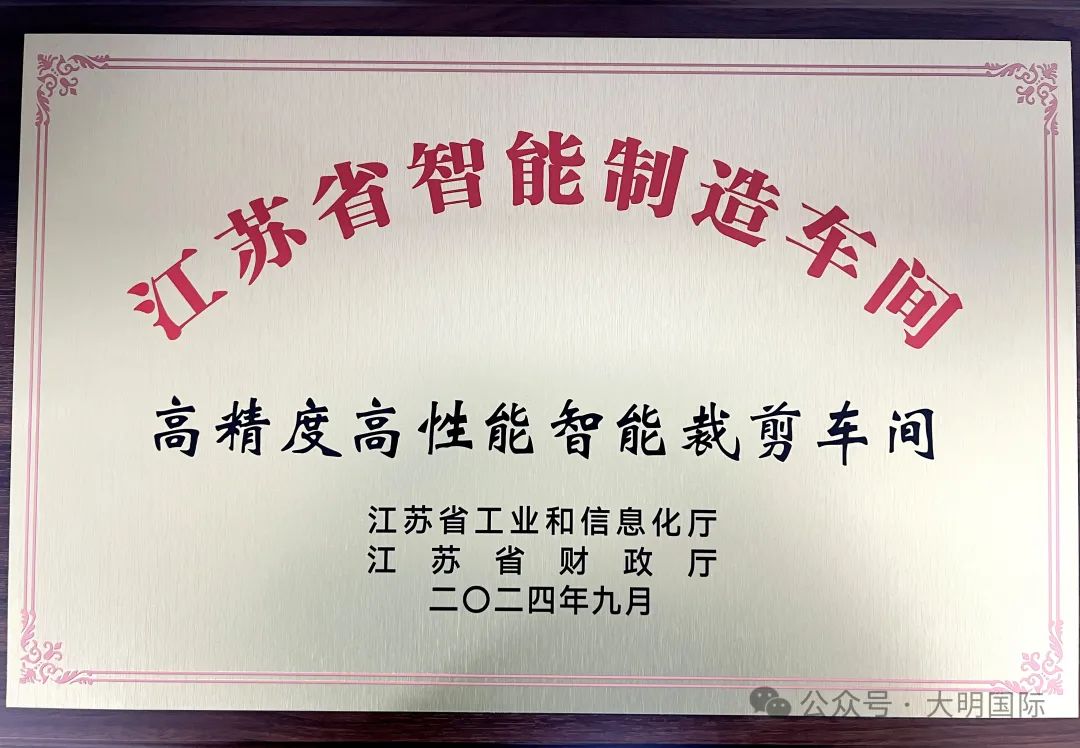 江苏省智能制造车间
高精度高性能智能裁剪车间
江苏省工业和信息化厅
江苏省财政厅
二〇二四年九月
公众号·大明国际